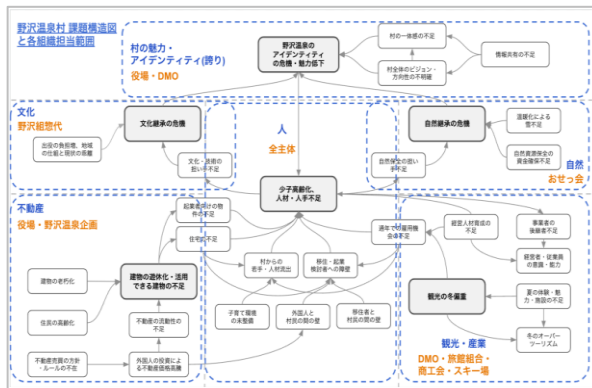 野沢温泉村 課題構造図
と各組織担当範囲
村の魅力・
アイデンティティ(誇り)
役場・DMO
野沢温泉の
アイデンティティ
の危機・魅力低下
村の一体感の不足
村全体のビジョン・
方向性の不明確
情報共有の不足
文化
野沢組惣代
文化継承の危機
出役の負担増、地域
の仕組と現状の乖離
文化・技術の
担い手不足
人
全主体
少子高齢化、
人材・人手不足
自然継承の危機
温暖化による
雪不足
自然資源保全の
資金確保不足
自然保全の担い
手不足
自然
おせっ会
不動産
役場・野沢温泉企画
起業者向けの物
件の不足
住宅の不足
建物の遊休化・活用
できる建物の不足
建物の老朽化
住民の高齢化
不動産の流動性の
不足
不動産売買の方針
・ルールの不在
外国人の投資によ
る不動産価格高騰
村からの
若手・人材流出
移住・起業
検討者への障壁
子育て環境
の未整備
外国人と
村民の間の壁
移住者と
村民の間の壁
通年での雇用機
会の不足
経営人材育成の不
足
事業者の
後継者不足
経営者・従業員
の意識・能力
観光の冬偏重
夏の体験・魅
力・施設の不足
冬のオーバー
ツーリズム
観光・産業
DMO・旅館組合・
商工会・スキー場